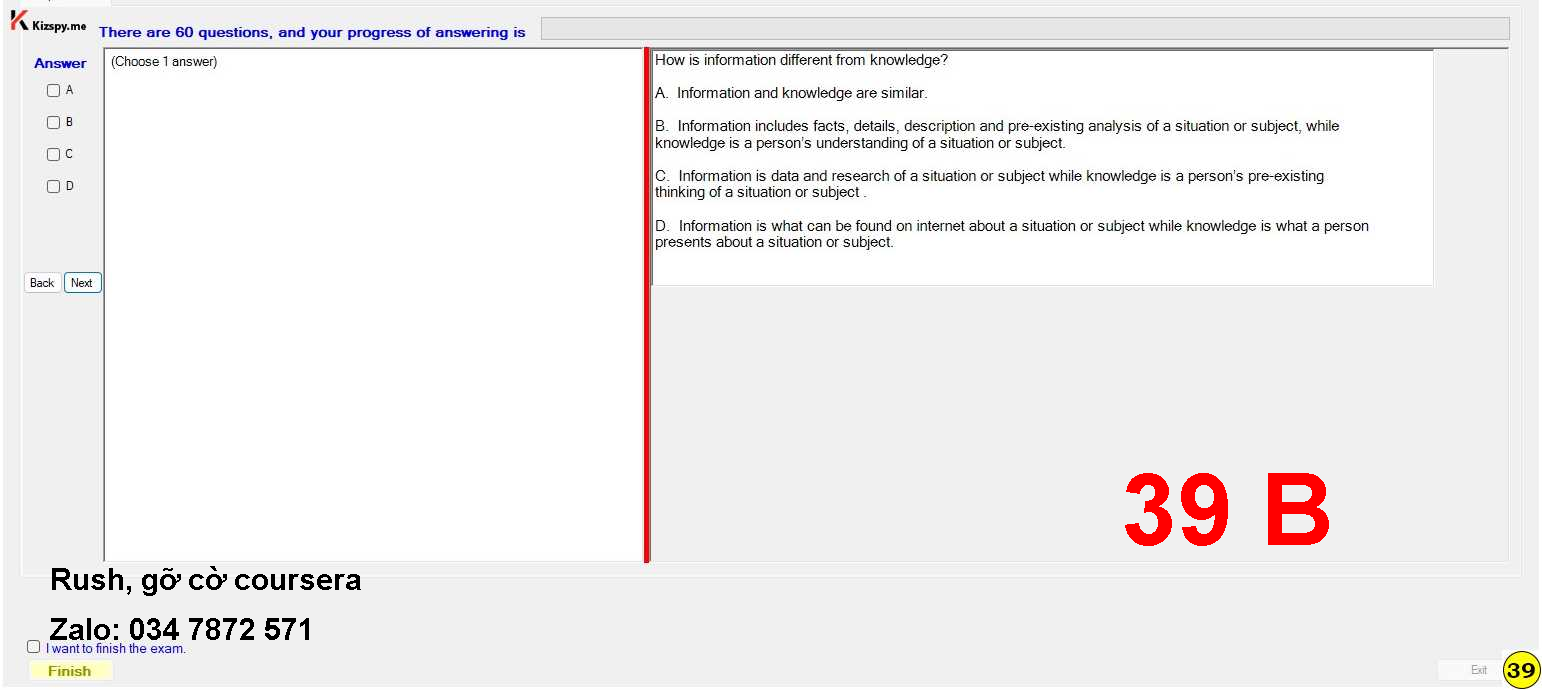 Kizspy.me
There are 60 questions, and your progress of answering is
Answer
A
B
C
D
Back Next
(Choose 1 answer)
How is information different from knowledge?
A. Information and knowledge are similar.
B. Information includes facts, details, description and pre-existing analysis of a situation or subject, while
knowledge is a person’s understanding of a situation or subject.
C. Information is data and research of a situation or subject while knowledge is a person’s pre-existing
thinking of a situation or subject .
D. Information is what can be found on internet about a situation or subject while knowledge is what a person
presents about a situation or subject.
39 B
Rush, gỡ cờ coursera
Zalo: 034 7872 571
I want to finish the exam.
Finish
Exit
39